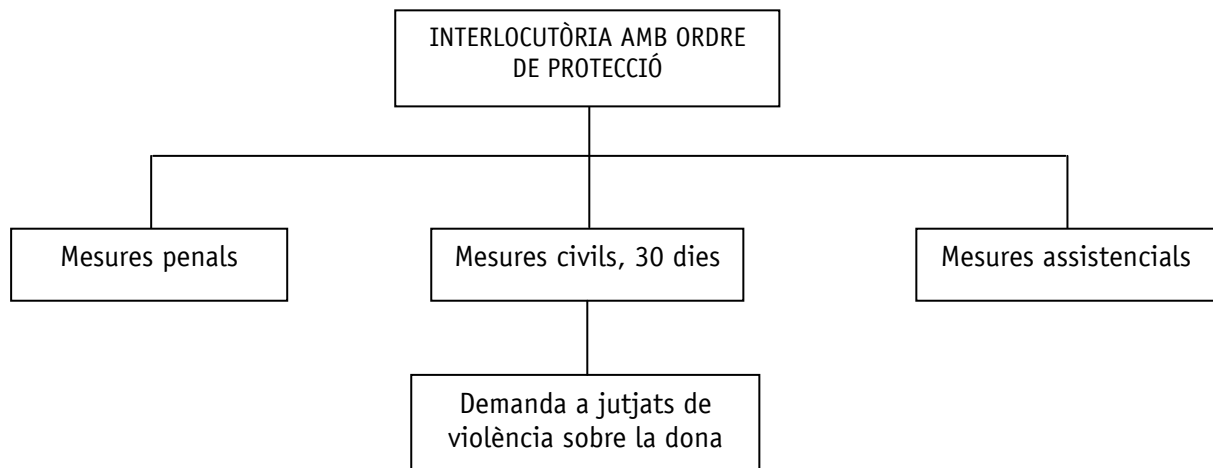 INTERLOCUTÒRIA AMB ORDRE
DE PROTECCIÓ
Mesures penals
Mesures civils, 30 dies
Mesures assistencials
Demanda a jutjats de
violència sobre la dona